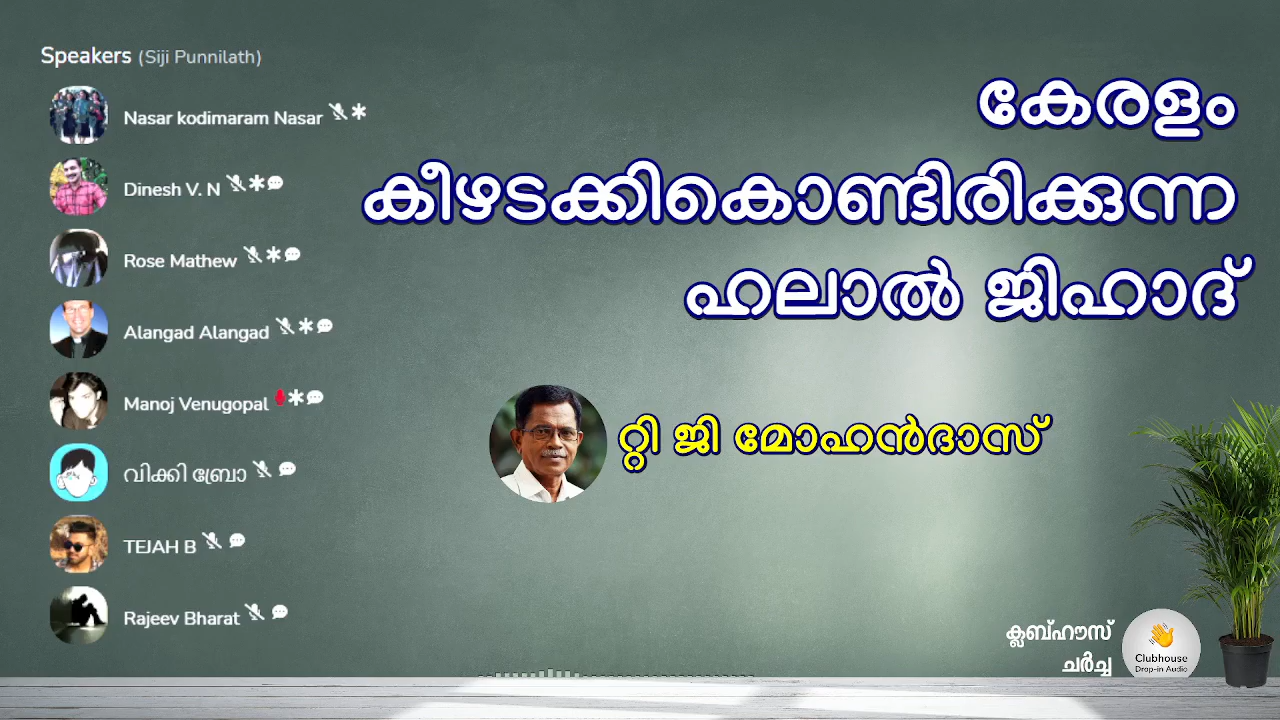 Speakers (Siji Punnilath)
Nasar kodimaram Nasar
Dinesh V. N
Rose Mathew
Alangad Alangad
Manoj Venugopal
വിക്കി ബ്രോ
TEJAH B
Rajeev Bharat
കേരളം
കീഴടക്കികൊണ്ടിരിക്കുന്ന
ഹലാൽ ജിഹാദ്
റ്റി ജി മോഹൻദാസ്
ക്ലബ്ഹൗസ്
ചർച്ച
Clubhouse
Drop-in Audio